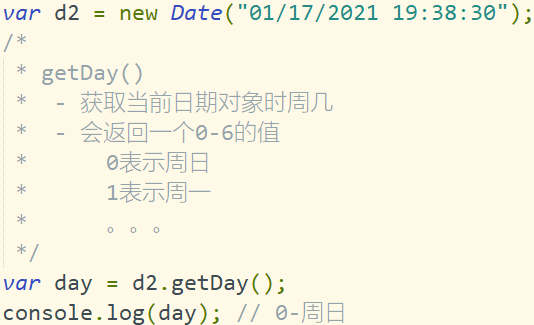 var d2 = new Date("01/17/2021 19:38:30");
/*
 * getDay()
 *  - 获取当前日期对象时周几
 *  - 会返回一个0-6的值
 *      0表示周日
 *      1表示周一
 *      。。。
 */
var day = d2.getDay();
console.log(day); // 0-周日